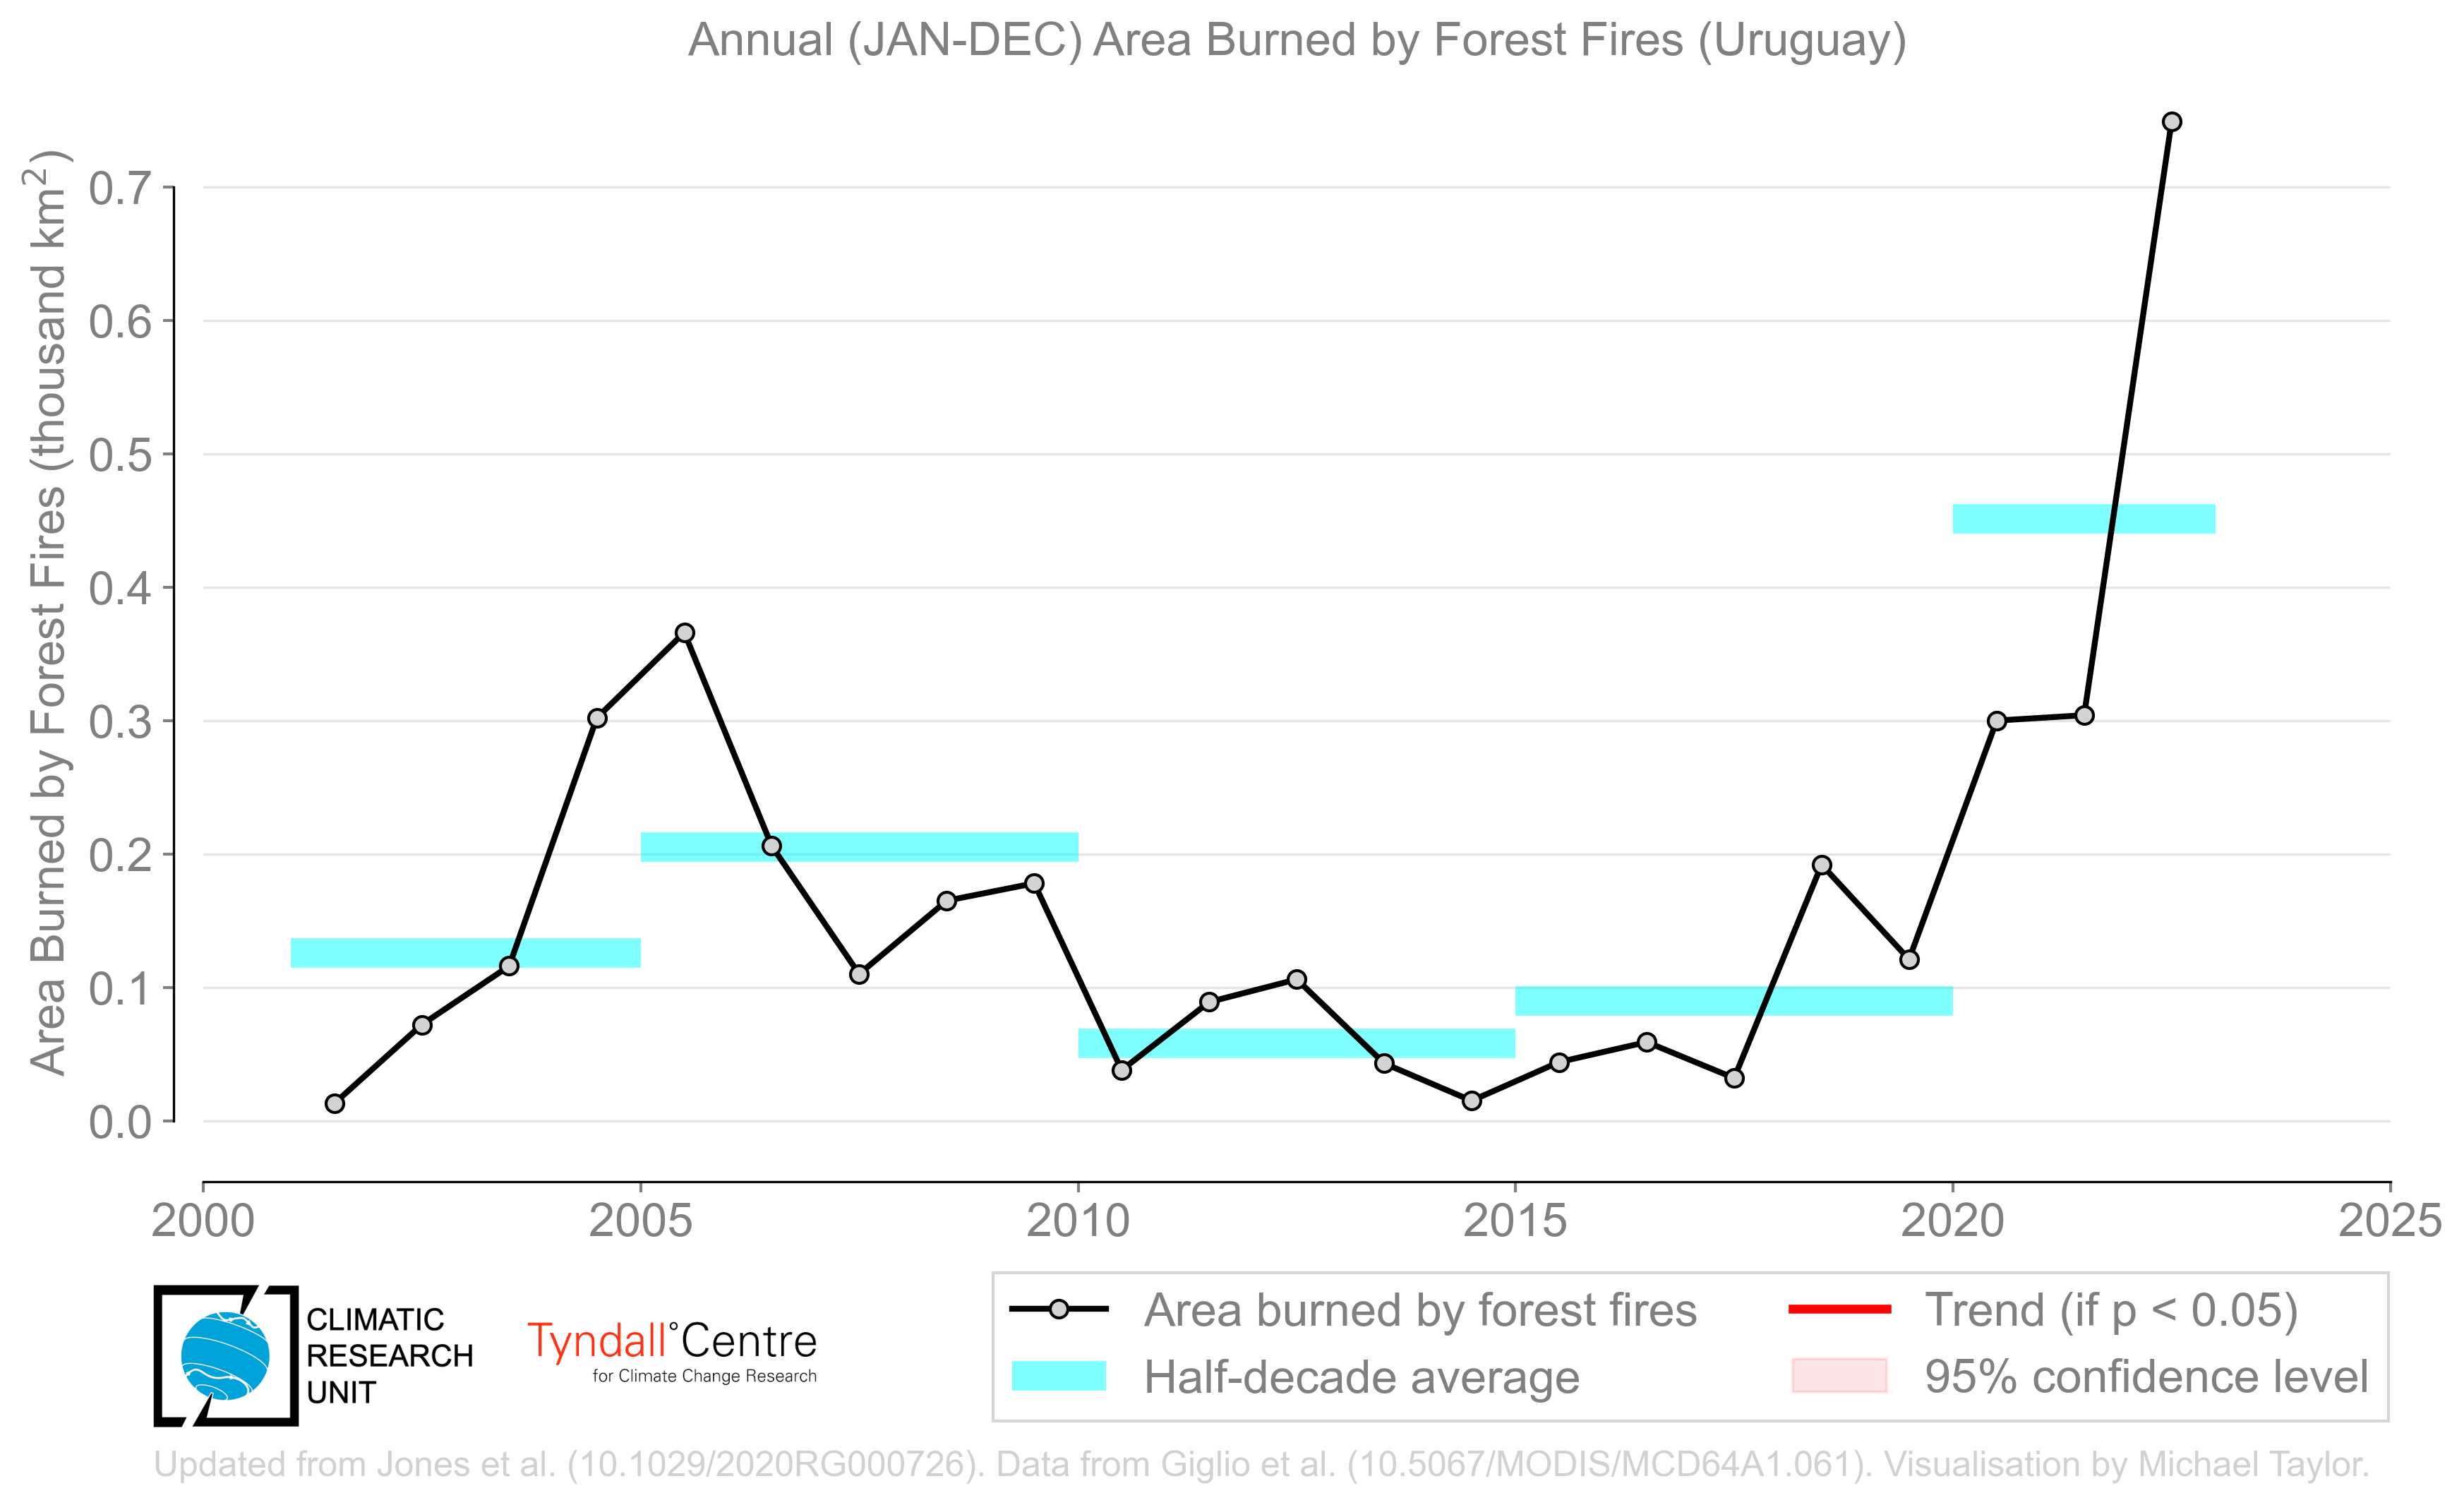 Annual (JAN-DEC) Area Burned by Forest Fires (Uruguay)
Area Burned by Forest Fires (thousand km²)
0.7
0.6
0.5
0.4
0.3
0.2
0.1
0.0
2000 2005 2010 2015 2020 2025
CLIMATIC
RESEARCH
UNIT
Tyndall°Centre
for Climate Change Research
Area burned by forest fires
Half-decade average
Trend (if p < 0.05)
95% confidence level
Updated from Jones et al. (10.1029/2020RG000726). Data from Giglio et al. (10.5067/MODIS/MCD64A1.061). Visualisation by Michael Taylor.